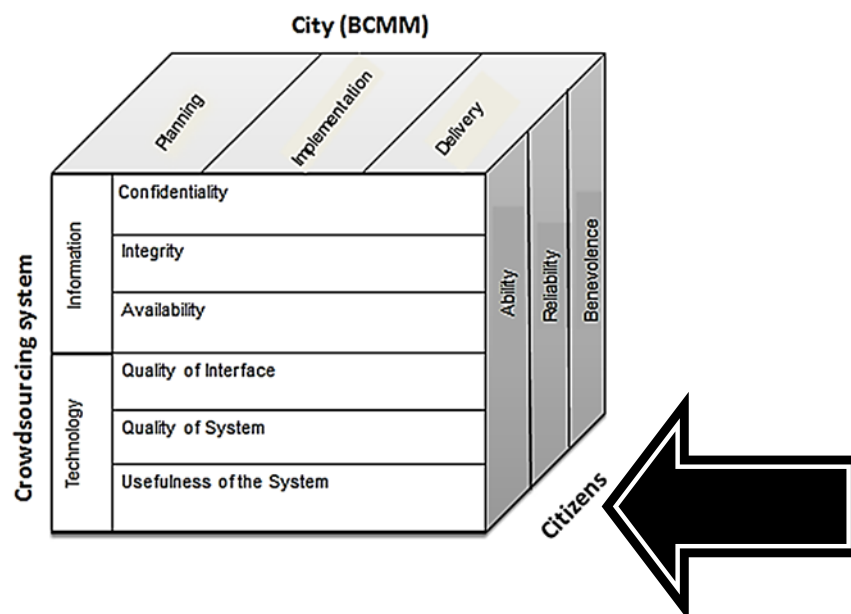 City (BCMM)
Planning
Implementation
Delivery
Crowdsourcing system
Information
Confidentiality
Integrity
Availability
Technology
Quality of Interface
Quality of System
Usefulness of the System
Ability
Reliability
Benevolence
Citizens